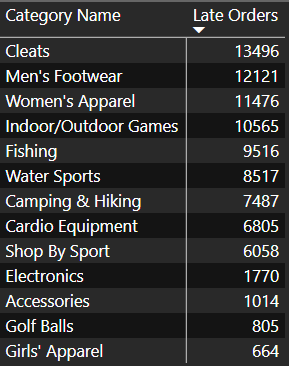 Category Name Late Orders
Cleats 13496
Men's Footwear 12121
Women's Apparel 11476
Indoor/Outdoor Games 10565
Fishing 9516
Water Sports 8517
Camping & Hiking 7487
Cardio Equipment 6805
Shop By Sport 6058
Electronics 1770
Accessories 1014
Golf Balls 805
Girls' Apparel 664